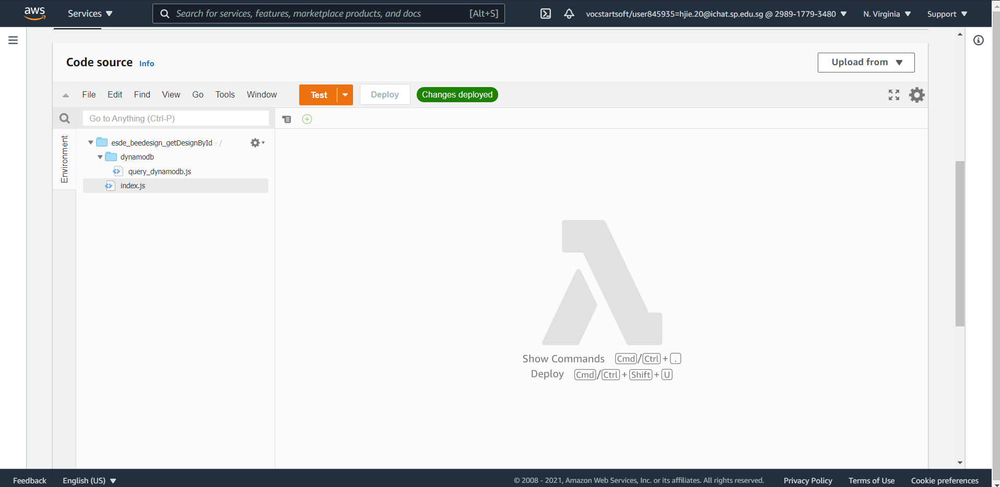 aws Services Search for services, features, marketplace products, and docs [Alt+S] vocstartsoft/user845935=hjie.20@ichat.sp.edu.sg @ 2989-1779-3480 N. Virginia Support
Code source Info Upload from
File Edit Find View Go Tools Window Test Deploy Changes deployed
Go to Anything (Ctrl-P)
Environment
esde_beedesign_getDesignById - /
dynamodb
query_dynamodb.js
index.js
Show Commands Cmd/Ctrl+.
Deploy Cmd/Ctrl+Shift+U
Feedback English (US) © 2008 - 2021, Amazon Web Services, Inc. or its affiliates. All rights reserved. Privacy Policy Terms of Use Cookie preferences